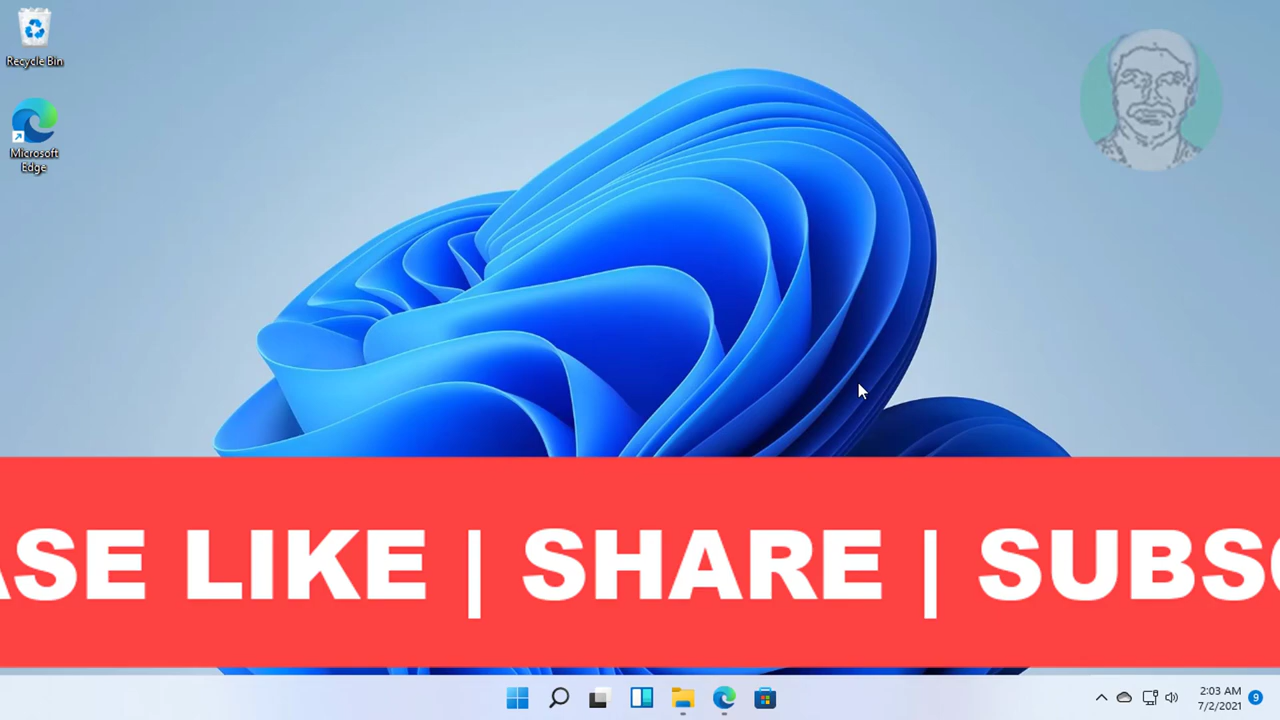 Recycle Bin
Microsoft
Edge
ASE LIKE | SHARE | SUBSC
2:03 AM
7/2/2021
9